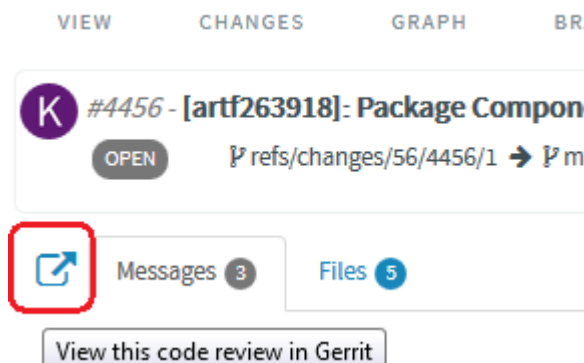 VIEW CHANGES GRAPH
K #4456 - [artf263918]: Package
OPEN refs/changes/56/4456/1
Messages 3 Files 5
View this code review in Gerrit